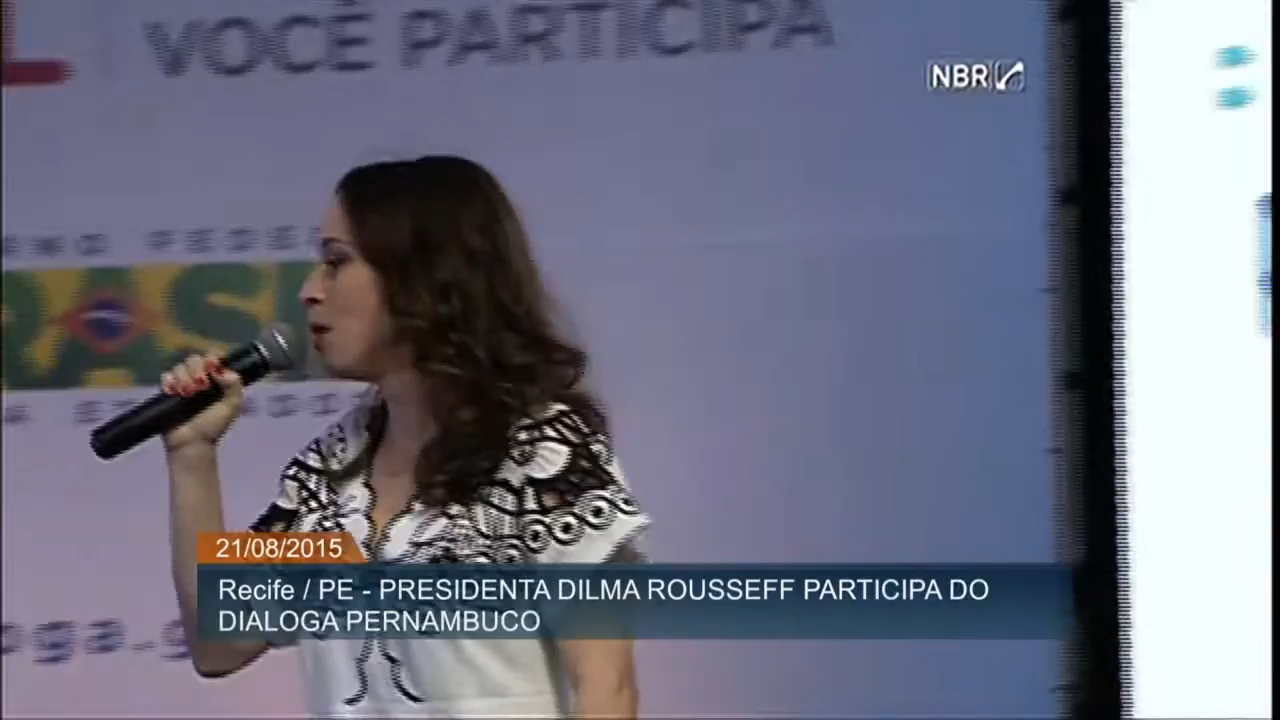 VOCÊ PARTICIPA
NBR
21/08/2015
Recife / PE - PRESIDENTA DILMA ROUSSEFF PARTICIPA DO
DIALOGA PERNAMBUCO